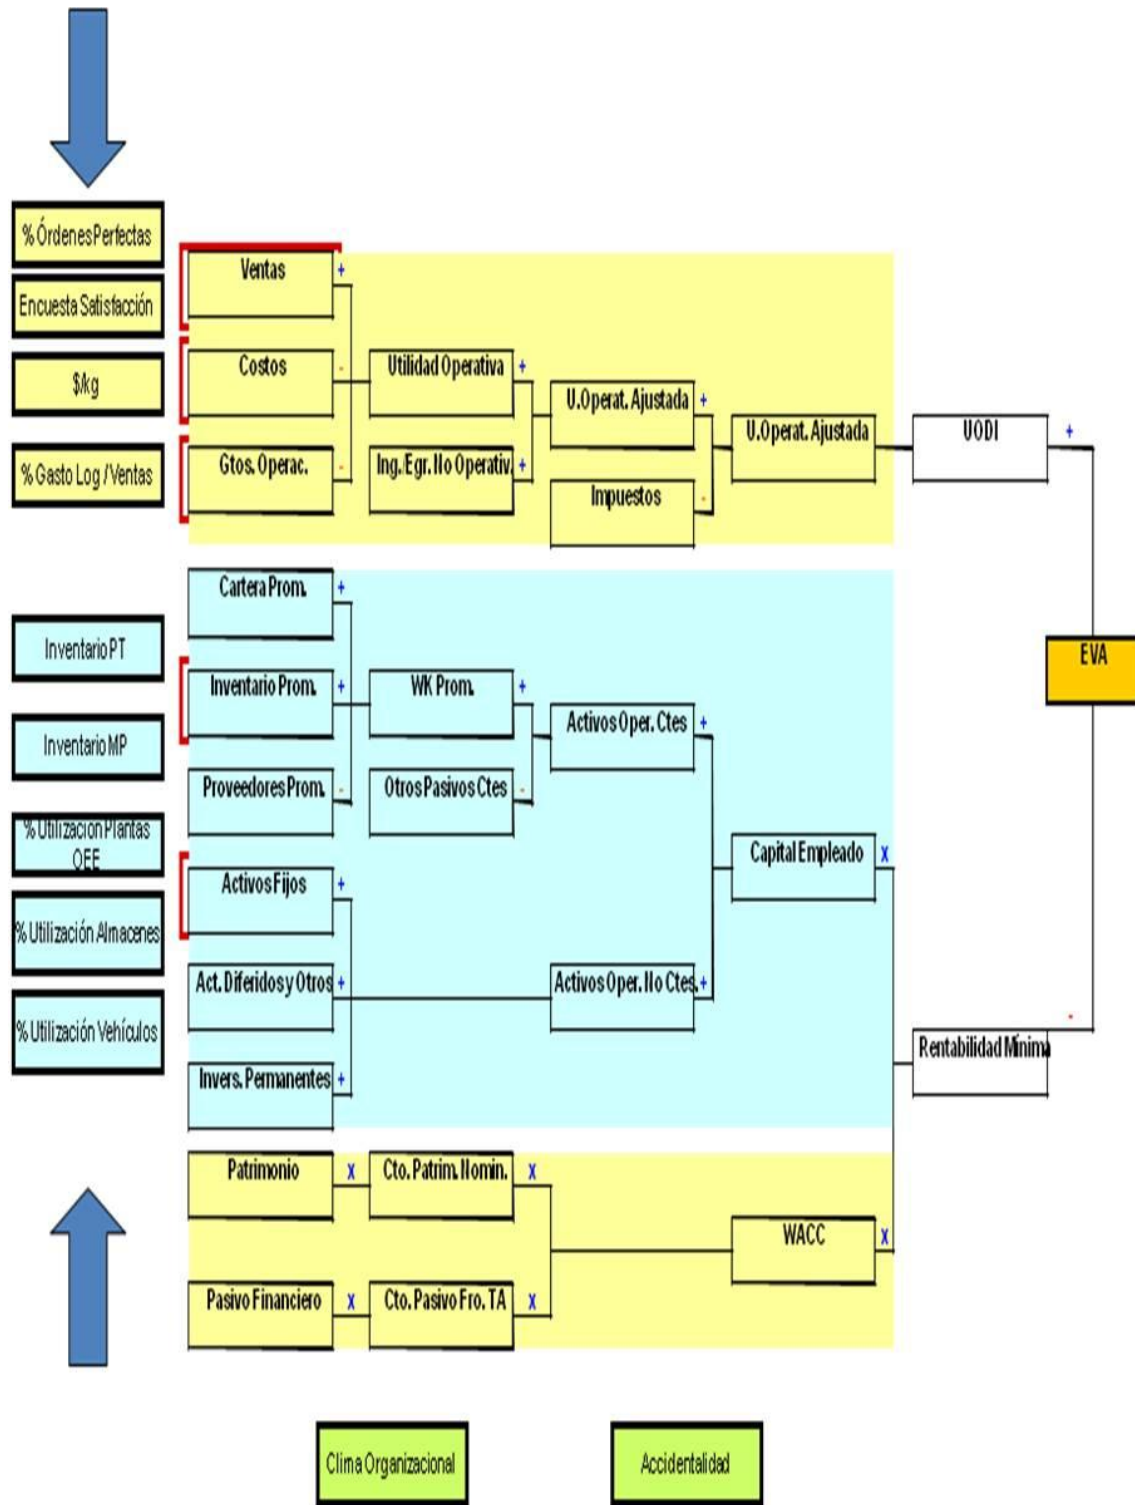 % Órdenes Perfectas
Encuesta Satisfacción
$/kg
% Gasto Log / Ventas
Ventas +
Costos -
Gtos. Operac. -
Utilidad Operativa +
Ing./Egr. No Operativ. +
U.Operat. Ajustada +
Impuestos -
U.Operat. Ajustada
UODI +
Inventario PT
Inventario MP
% Utilización Plantas
OEE
% Utilización Almacenes
% Utilización Vehículos
Cartera Prom. +
Inventario Prom. +
Proveedores Prom. -
Activos Fijos +
Act. Diferidos y Otros +
Invers. Permanentes +
WK Prom. +
Otros Pasivos Ctes -
Activos Oper. Ctes +
Activos Oper. No Ctes. +
Capital Empleado X
EVA
Rentabilidad Mínima -
Patrimonio X
Cto. Patrim. Nomin. X
Pasivo Financiero X
Cto. Pasivo Fro. TA X
WACC X
Clima Organizacional
Accidentalidad